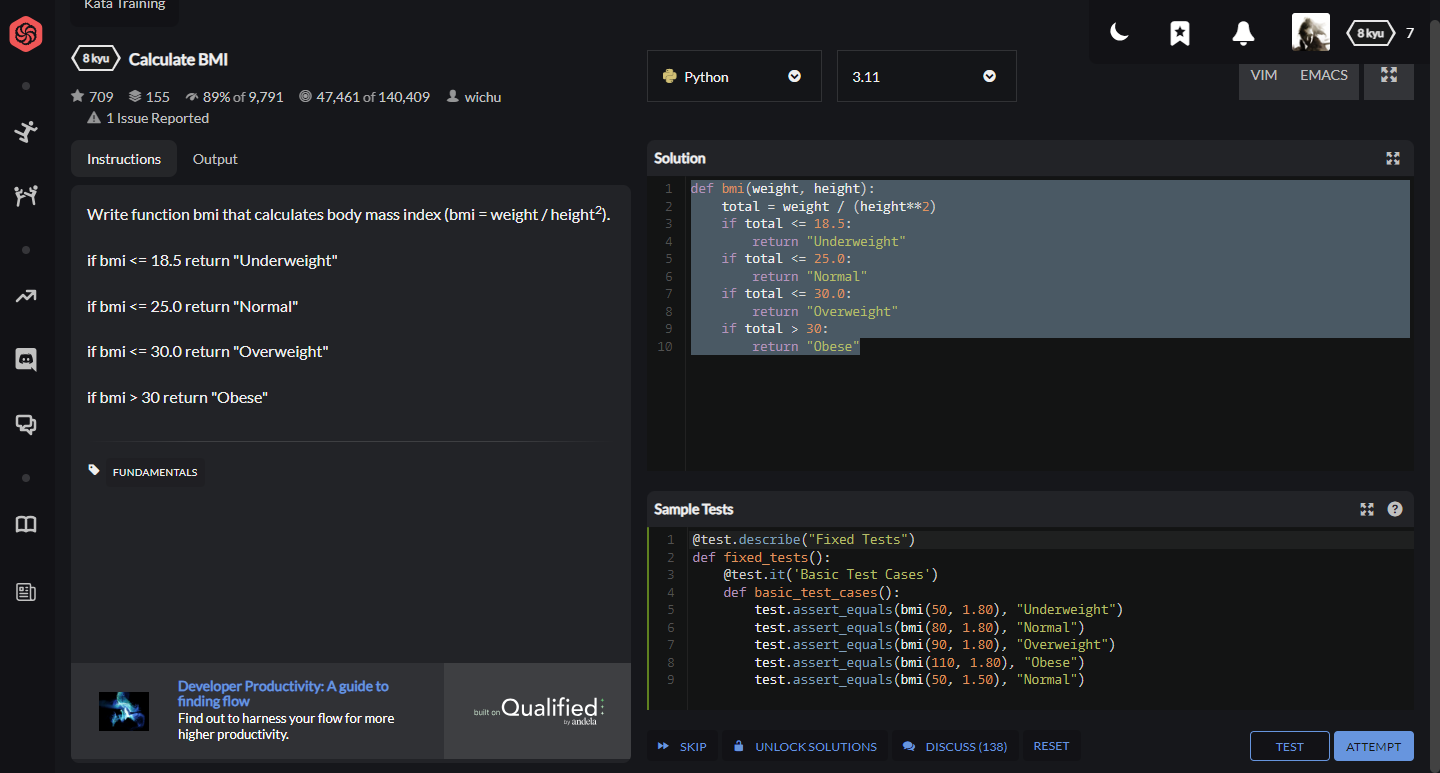 Kata Training
8 kyu
7
8 kyu Calculate BMI
709 155 89% of 9,791 47,461 of 140,409 wichu
1 Issue Reported
Python
3.11
VIM EMACS
Instructions Output
Write function bmi that calculates body mass index (bmi = weight / height²).
if bmi <= 18.5 return "Underweight"
if bmi <= 25.0 return "Normal"
if bmi <= 30.0 return "Overweight"
if bmi > 30 return "Obese"
FUNDAMENTALS
Developer Productivity: A guide to
finding flow
Find out to harness your flow for more
higher productivity.
built on Qualified
by andela
Solution
1 def bmi(weight, height):
2     total = weight / (height**2)
3     if total <= 18.5:
4         return "Underweight"
5     if total <= 25.0:
6         return "Normal"
7     if total <= 30.0:
8         return "Overweight"
9     if total > 30:
10         return "Obese"
Sample Tests
?
1 @test.describe("Fixed Tests")
2 def fixed_tests():
3     @test.it('Basic Test Cases')
4     def basic_test_cases():
5         test.assert_equals(bmi(50, 1.80), "Underweight")
6         test.assert_equals(bmi(80, 1.80), "Normal")
7         test.assert_equals(bmi(90, 1.80), "Overweight")
8         test.assert_equals(bmi(110, 1.80), "Obese")
9         test.assert_equals(bmi(50, 1.50), "Normal")
SKIP UNLOCK SOLUTIONS DISCUSS (138) RESET TEST ATTEMPT